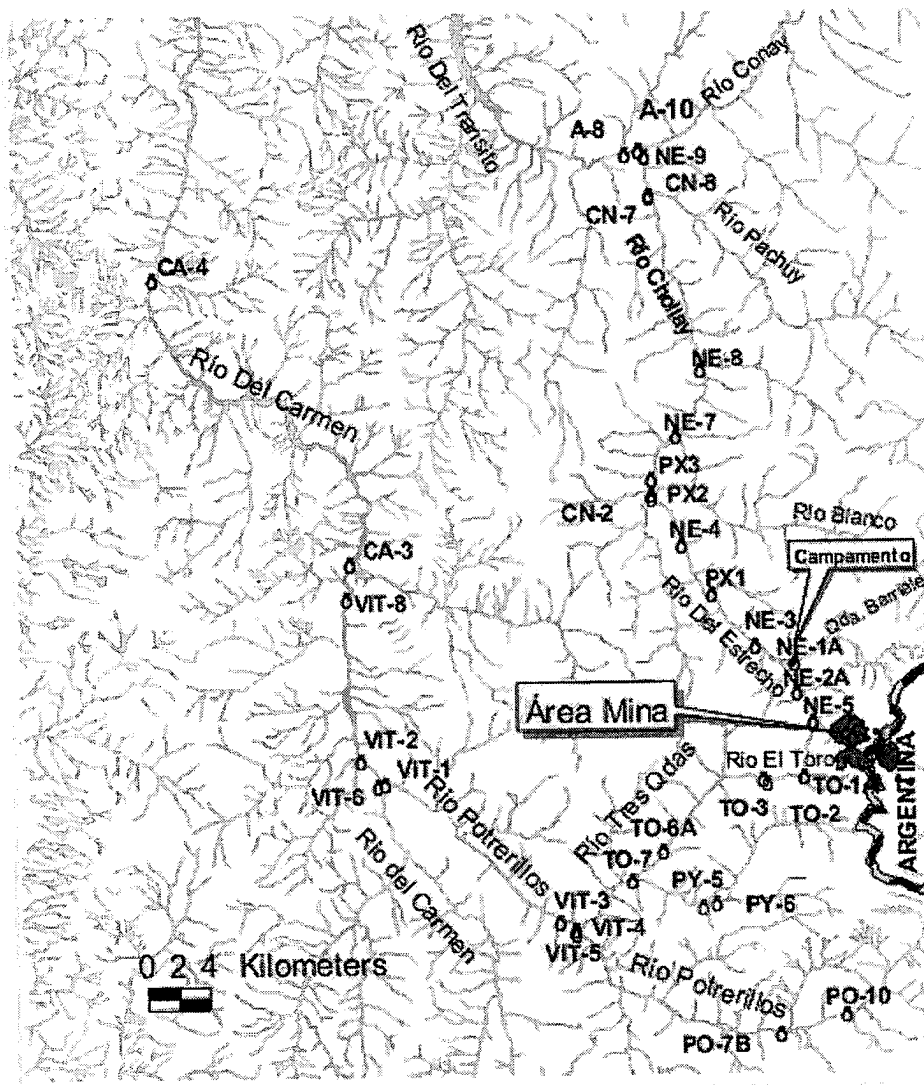 Río Conay
Río Del Transito
A-10
A-8
NE-9
CN-8
CN-7
Río Pachuy
Río Chollay
CA-4
NE-8
Río Del Carmen
NE-7
PX3
PX2
CN-2
Río Blanco
NE-4
Campamento
CA-3
PX1
VIT-8
Río Del Estrecho
Qda. Barriales
NE-3
NE-1A
NE-2A
NE-5
Área Mina
ARGENTINA
VIT-2
VIT-1
Río El Toro
TO-1
VIT-6
Río Tres Qdas
TO-3
TO-2
Río Potrerillos
TO-6A
TO-7
Río del Carmen
PY-5
PY-6
VIT-3
VIT-4
VIT-5
0 2 4 Kilometers
Río Potrerillos
PO-10
PO-7B